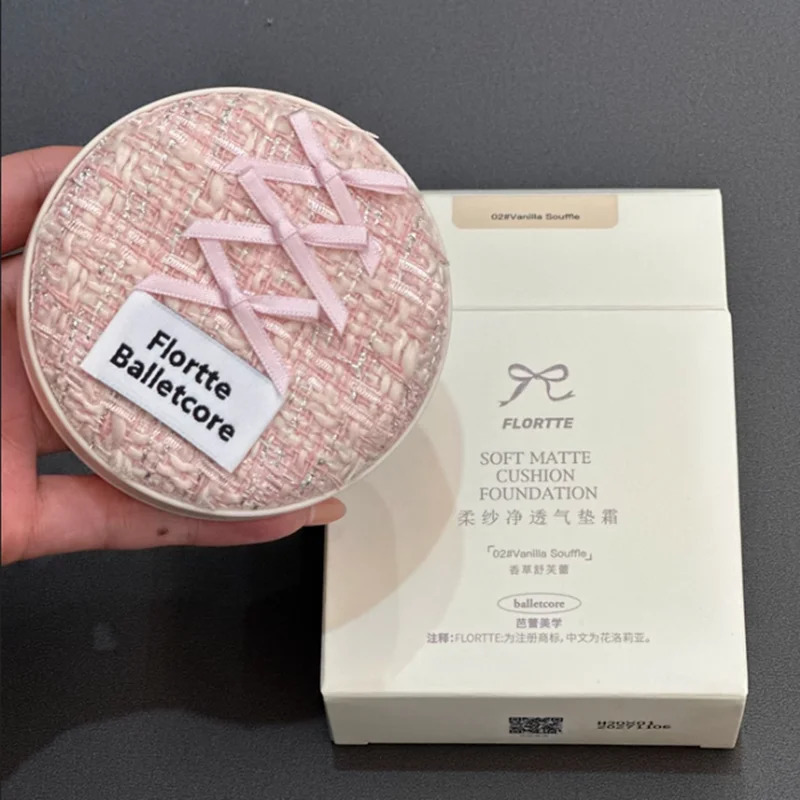 Flortte
Balletcore
02#Vanilla Souffle
FLORTTE
SOFT MATTE
CUSHION
FOUNDATION
柔纱净透气垫霜
「02#Vanilla Souffle」
香草舒芙蕾
balletcore
芭蕾美学
注释:FLORTTE:为注册商标,中文为花洛莉亚。
20271106